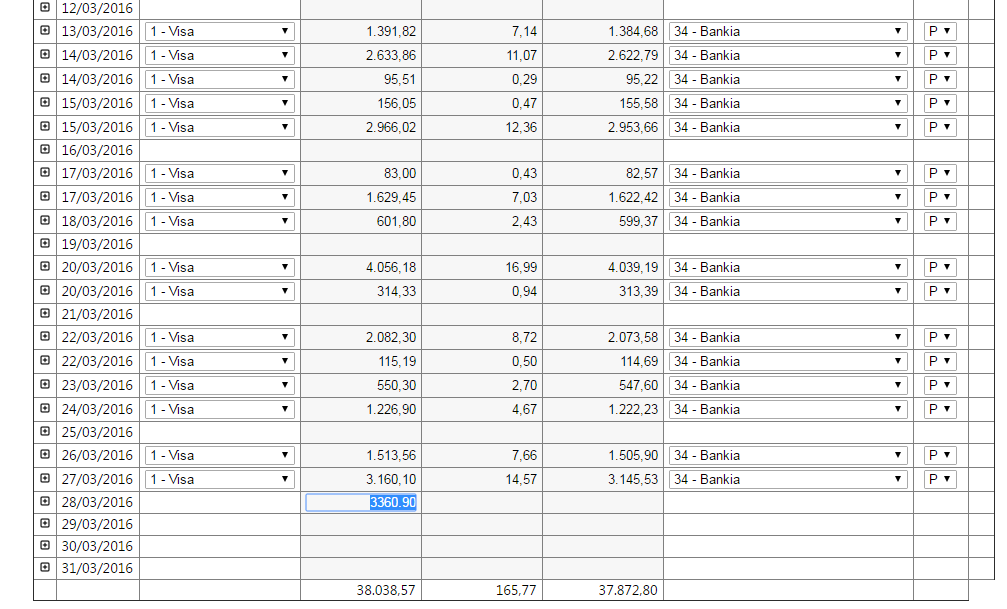 12/03/2016
13/03/2016 1 - Visa 1.391,82 7,14 1.384,68 34 - Bankia P
14/03/2016 1 - Visa 2.633,86 11,07 2.622,79 34 - Bankia P
14/03/2016 1 - Visa 95,51 0,29 95,22 34 - Bankia P
15/03/2016 1 - Visa 156,05 0,47 155,58 34 - Bankia P
15/03/2016 1 - Visa 2.966,02 12,36 2.953,66 34 - Bankia P
16/03/2016
17/03/2016 1 - Visa 83,00 0,43 82,57 34 - Bankia P
17/03/2016 1 - Visa 1.629,45 7,03 1.622,42 34 - Bankia P
18/03/2016 1 - Visa 601,80 2,43 599,37 34 - Bankia P
19/03/2016
20/03/2016 1 - Visa 4.056,18 16,99 4.039,19 34 - Bankia P
20/03/2016 1 - Visa 314,33 0,94 313,39 34 - Bankia P
21/03/2016
22/03/2016 1 - Visa 2.082,30 8,72 2.073,58 34 - Bankia P
22/03/2016 1 - Visa 115,19 0,50 114,69 34 - Bankia P
23/03/2016 1 - Visa 550,30 2,70 547,60 34 - Bankia P
24/03/2016 1 - Visa 1.226,90 4,67 1.222,23 34 - Bankia P
25/03/2016
26/03/2016 1 - Visa 1.513,56 7,66 1.505,90 34 - Bankia P
27/03/2016 1 - Visa 3.160,10 14,57 3.145,53 34 - Bankia P
28/03/2016 3360.90
29/03/2016
30/03/2016
31/03/2016
38.038,57 165,77 37.872,80